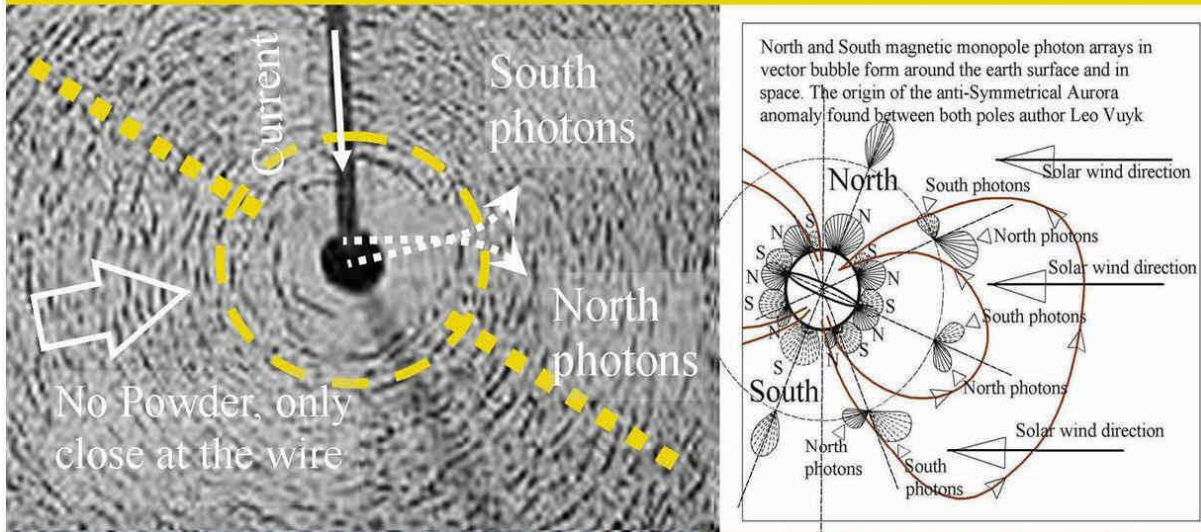 Current
South
photons
North
photons
No Powder, only
close at the wire
North and South magnetic monopole photon arrays in
vector bubble form around the earth surface and in
space. The origin of the anti-Symmetrical Aurora
anomaly found between both poles author Leo Vuyk
Solar wind direction
North
South photons
S
N
N
S
S
N
North photons
N
S
Solar wind direction
S
N
South photons
N
S
S
N
S
N
North photons
South
Solar wind direction
North
photons
South
photons